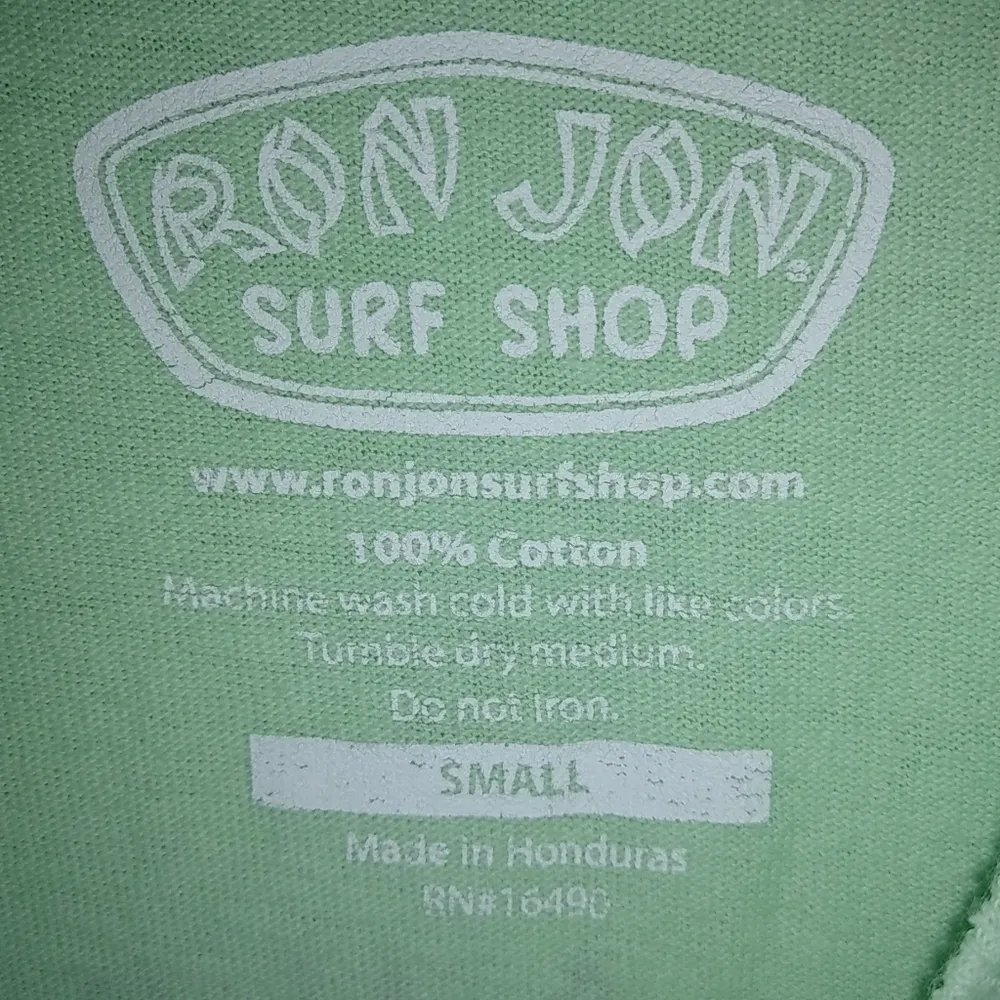 RON JON®
SURF SHOP
www.ronjonsurfshop.com
100% Cotton
Machine wash cold with like colors.
Tumble dry medium.
Do not Iron.
SMALL
Made in Honduras
RN#16490